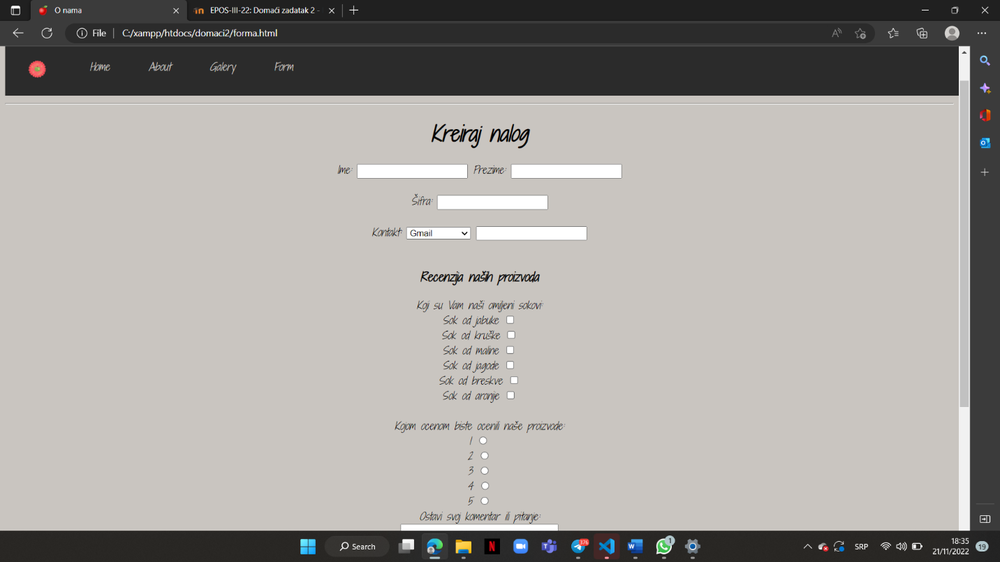 O nama
EPOS-III-22: Domaći zadatak 2 -
File
C:/xampp/htdocs/domaci2/forma.html
Home About Galery Form
Kreiraj nalog
Ime: Prezime:
Šifra:
Kontakt: Gmail
Recenzija naših proizvoda
Koji su Vam naši omiljeni sokovi:
Sok od jabuke
Sok od kruške
Sok od maline
Sok od jagode
Sok od breskve
Sok od aronije
Kojom ocenom biste ocenili naše proizvode:
1
2
3
4
5
Ostavi svoj komentar ili pitanje:
Search
376
1
SRP
18:35
21/11/2022
19